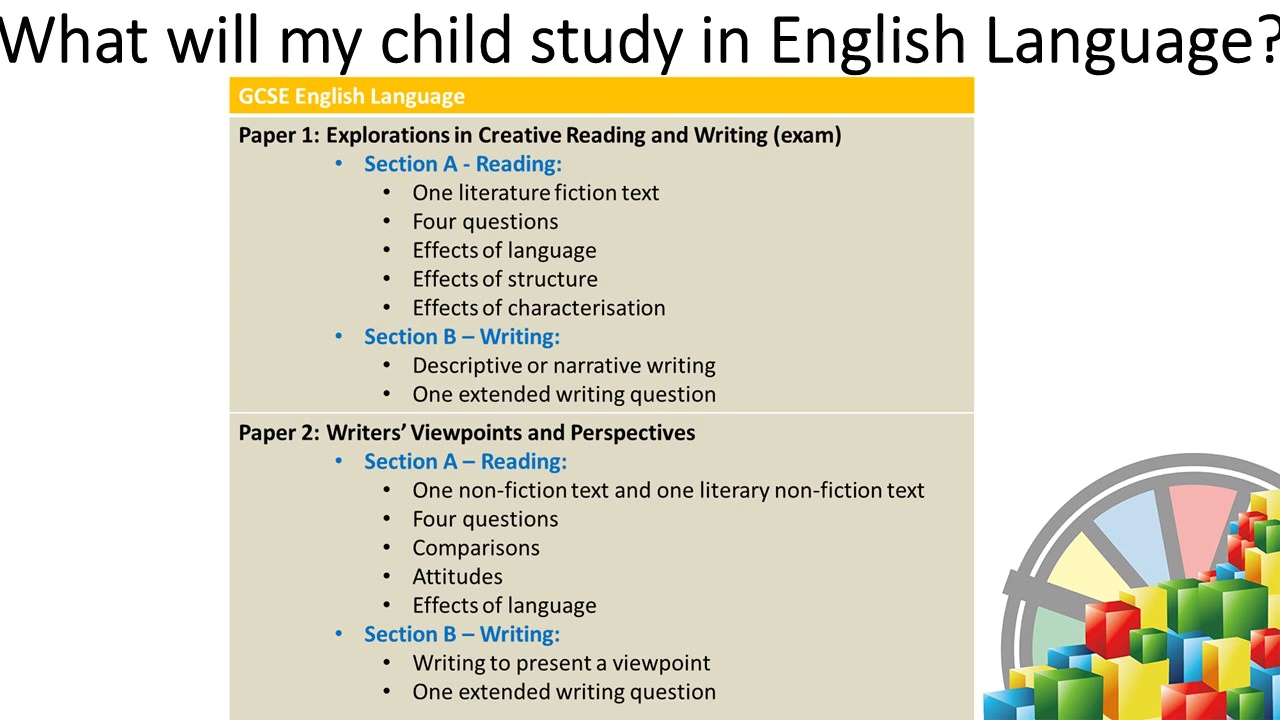 What will my child study in English Language?
GCSE English Language
Paper 1: Explorations in Creative Reading and Writing (exam)
• Section A - Reading:
• One literature fiction text
• Four questions
• Effects of language
• Effects of structure
• Effects of characterisation
• Section B – Writing:
• Descriptive or narrative writing
• One extended writing question
Paper 2: Writers’ Viewpoints and Perspectives
• Section A – Reading:
• One non-fiction text and one literary non-fiction text
• Four questions
• Comparisons
• Attitudes
• Effects of language
• Section B – Writing:
• Writing to present a viewpoint
• One extended writing question